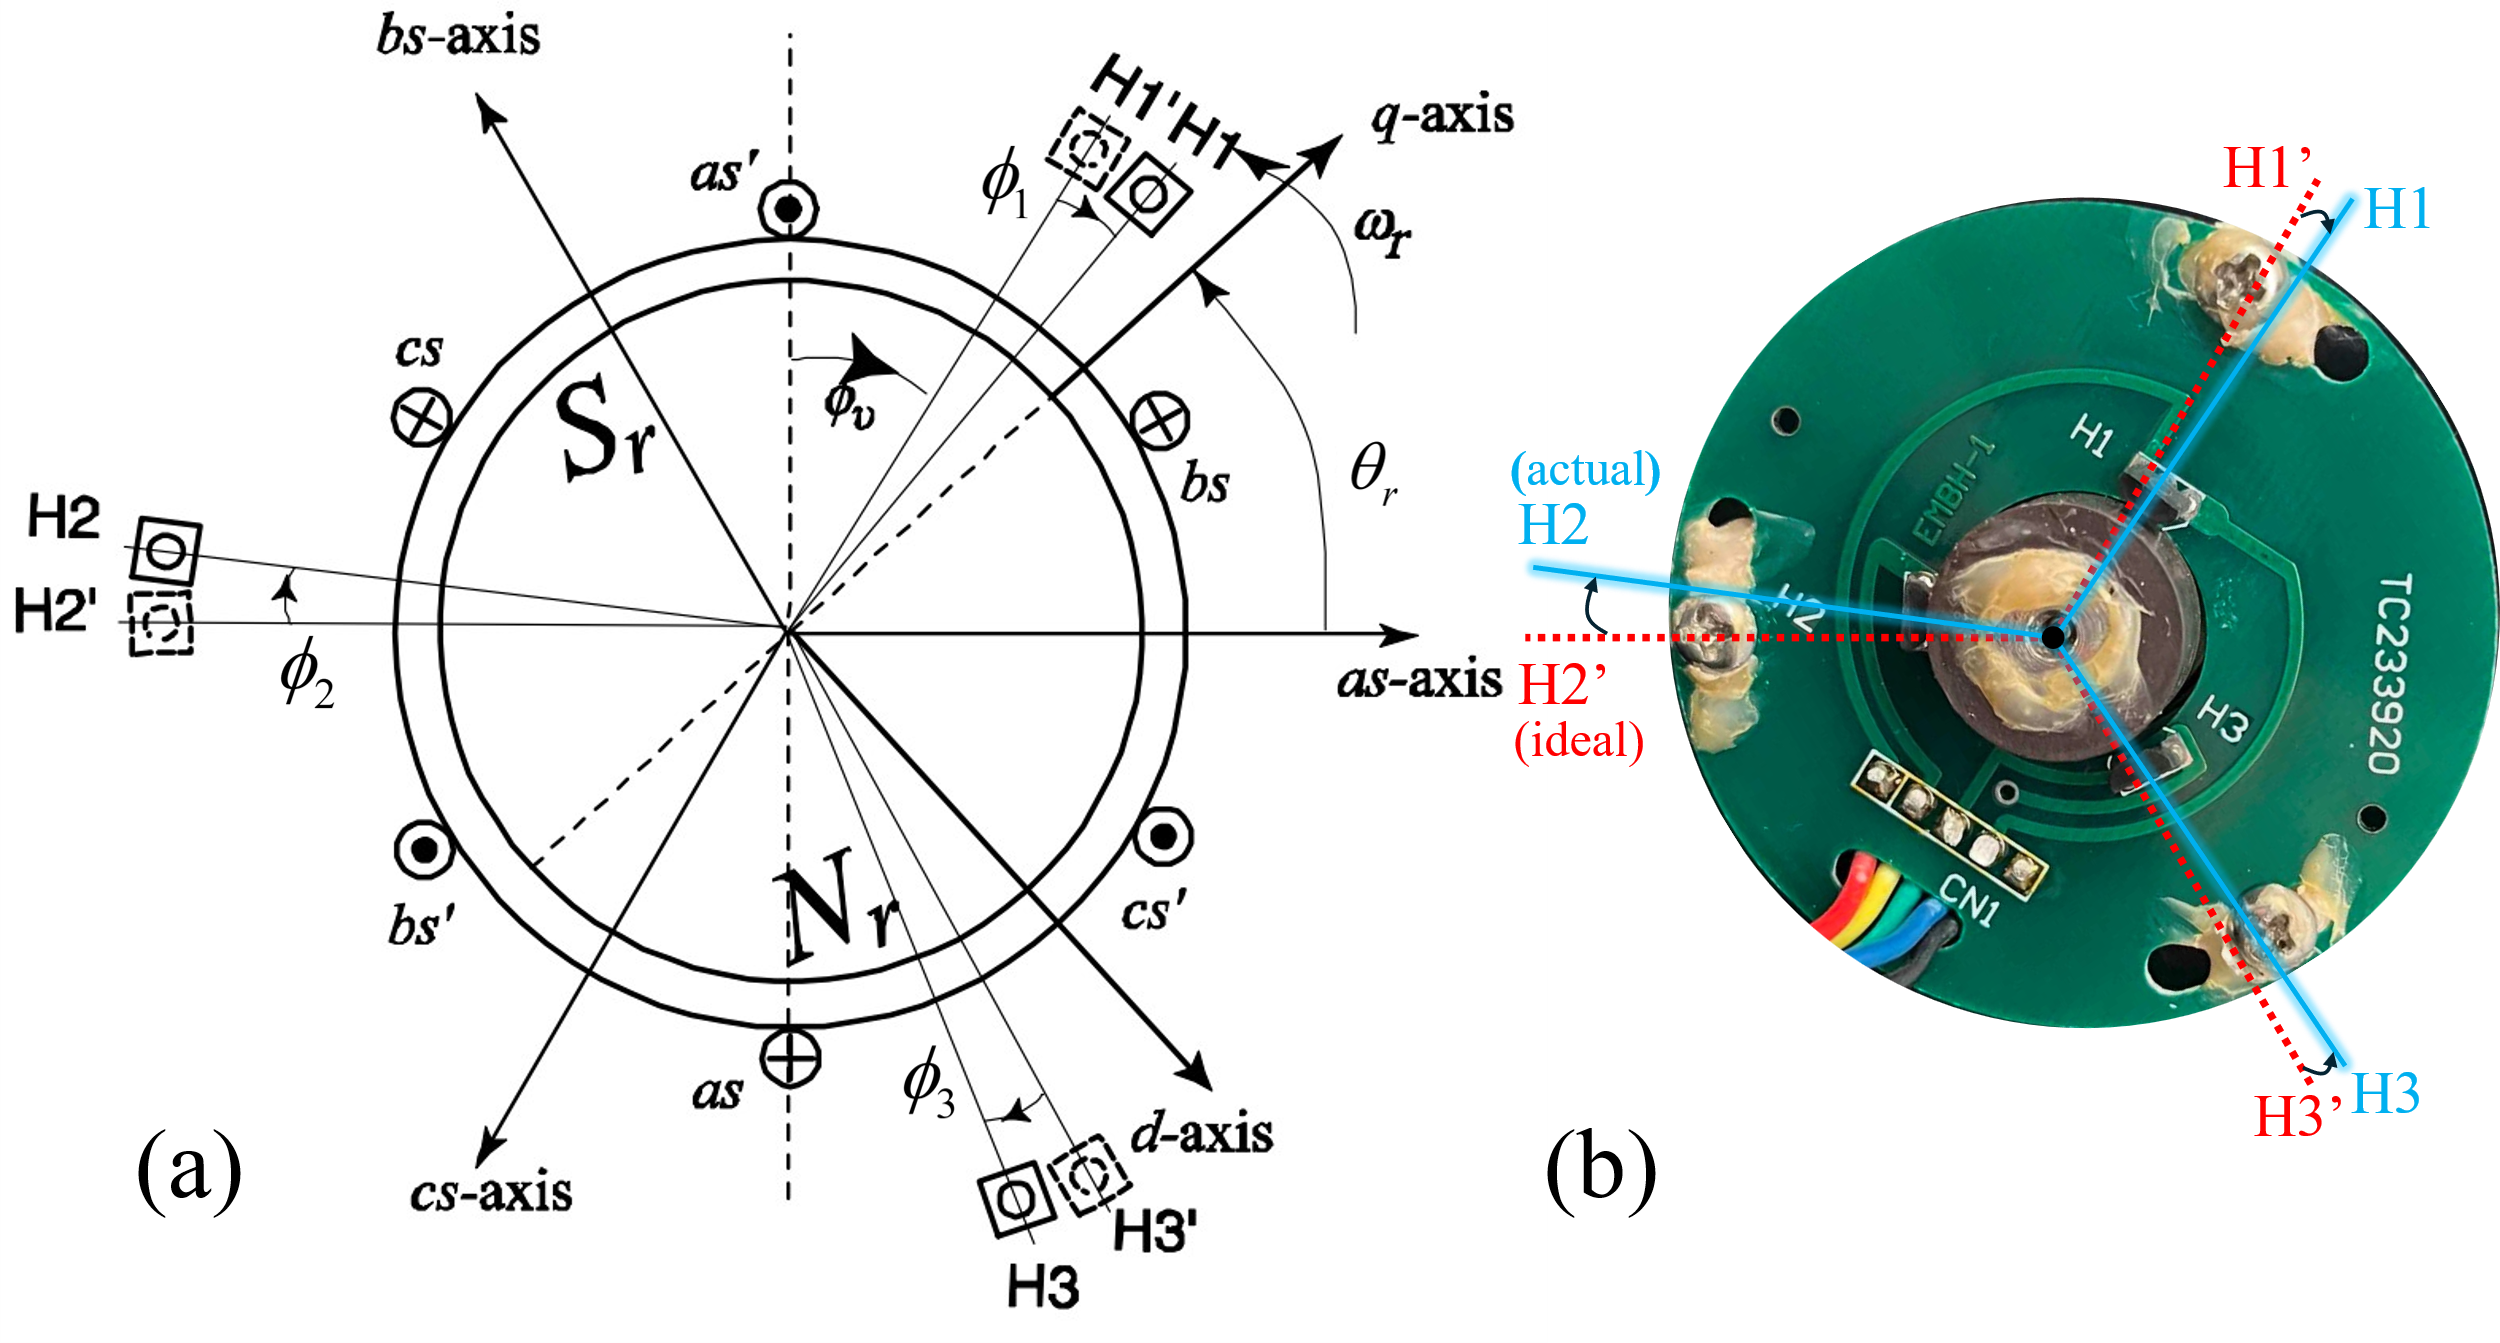 bs-axis
as'
H1'
H1
q-axis
ϕ1
ωr
cs
ϕυ
Sr
bs
θr
H2
H2'
ϕ2
as-axis
Nr
bs'
cs'
as
ϕ3
d-axis
cs-axis
H3'
H3
(a)
H1’
H1
(actual)
H2
H2’
(ideal)
H1
EMBH-1
H2
H3
TC23920
CN1
H3’
H3
(b)